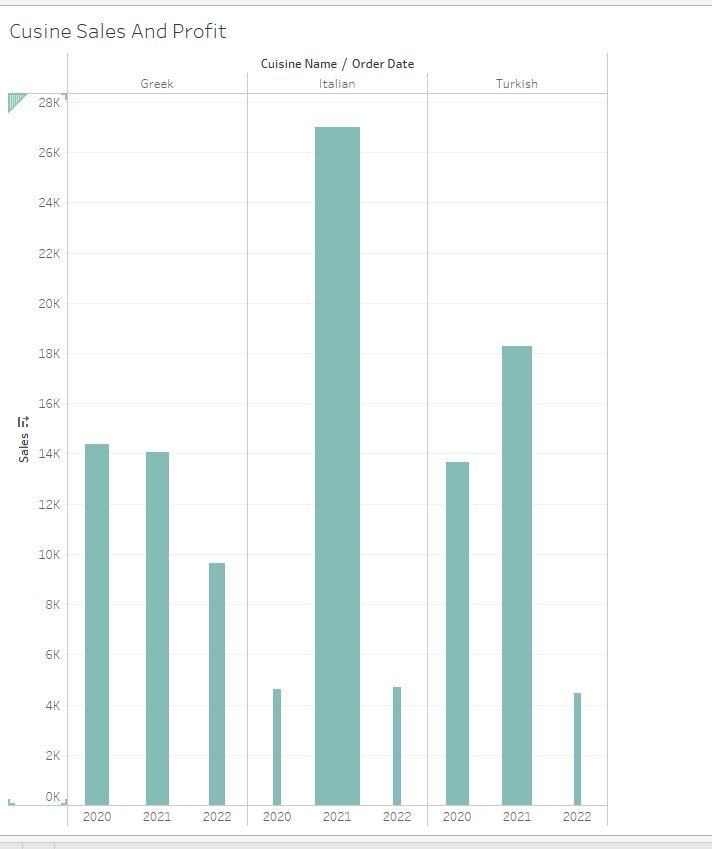 Cusine Sales And Profit
Cuisine Name / Order Date
Greek Italian Turkish
28K
26K
24K
22K
20K
18K
16K
14K
12K
10K
8K
6K
4K
2K
0K
Sales
2020 2021 2022 2020 2021 2022 2020 2021 2022